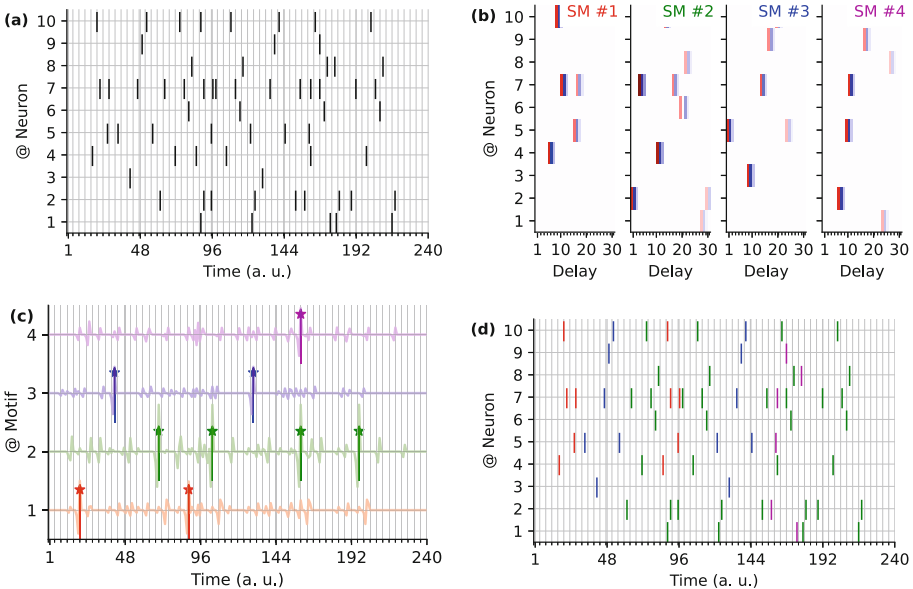 (a)
@ Neuron
10
9
8
7
6
5
4
3
2
1
1 48 96 144 192 240
Time (a. u.)
(b)
SM #1 SM #2 SM #3 SM #4
@ Neuron
10
9
8
7
6
5
4
3
2
1
1 10 20 30 1 10 20 30 1 10 20 30 1 10 20 30
Delay Delay Delay Delay
(c)
@ Motif
4
3
2
1
1 48 96 144 192 240
Time (a. u.)
(d)
@ Neuron
10
9
8
7
6
5
4
3
2
1
1 48 96 144 192 240
Time (a. u.)